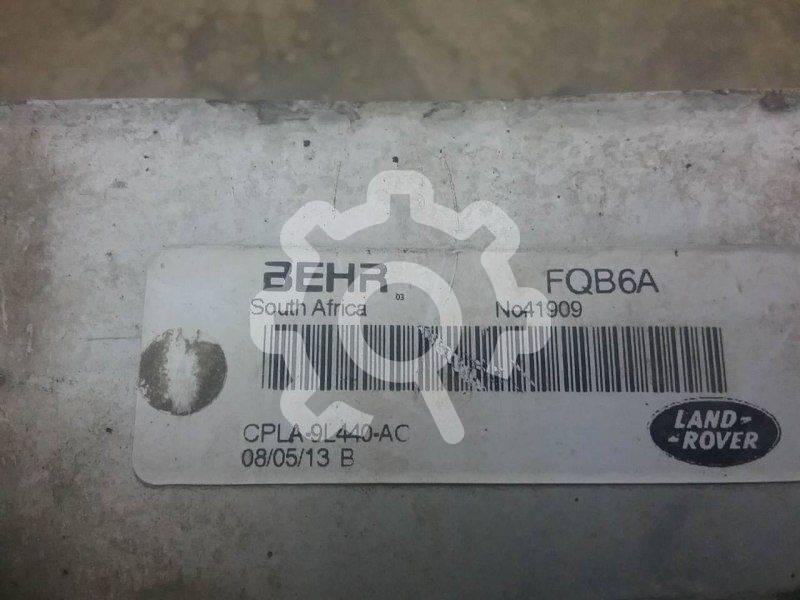 BEHR
FQB6A
03
South Africa
No41909
CPLA-9L440-AC
08/05/13 B
LAND-
-ROVER